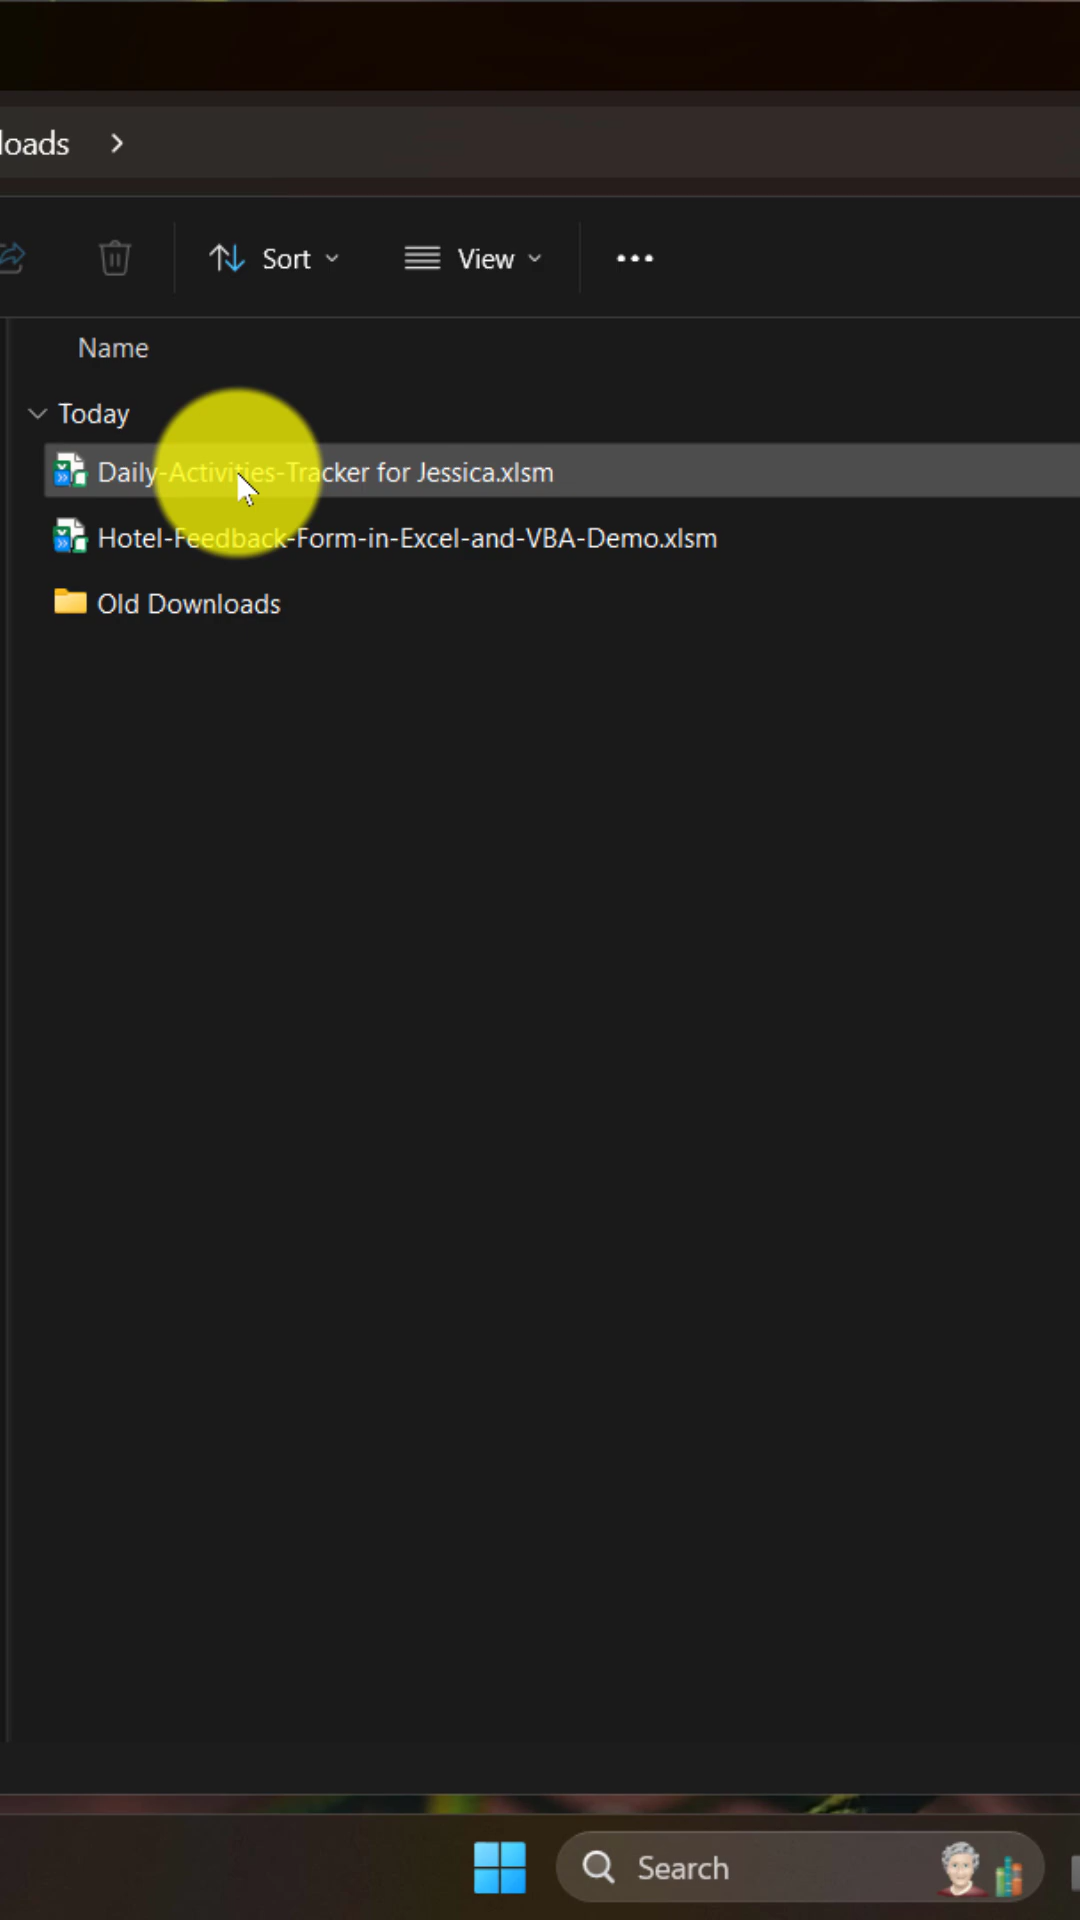 loads
Sort
View
Name
Today
Daily-Activities-Tracker for Jessica.xlsm
Hotel-Feedback-Form-in-Excel-and-VBA-Demo.xlsm
Old Downloads
Search